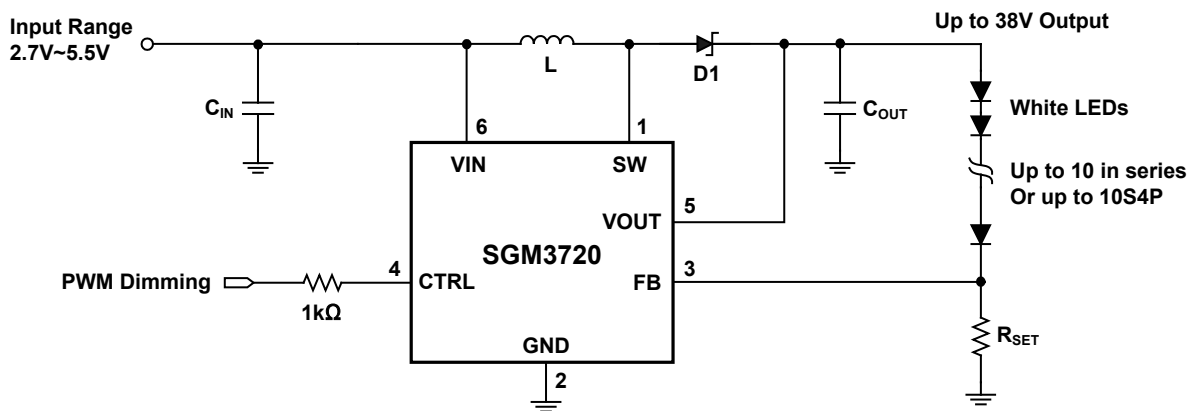 Input Range
2.7V~5.5V
Up to 38V Output
L
D1
CIN
COUT
White LEDs
6
1
VIN
SW
Up to 10 in series
Or up to 10S4P
VOUT
5
SGM3720
PWM Dimming
1kΩ
4
CTRL
FB
3
RSET
GND
2